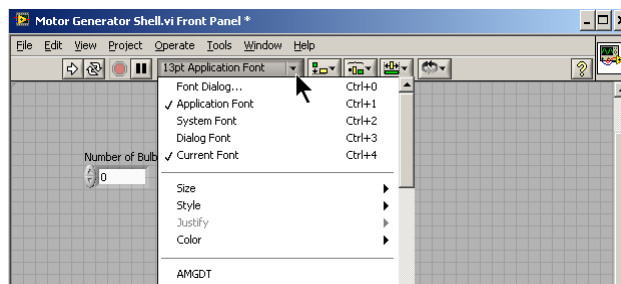 Motor Generator Shell.vi Front Panel *
File Edit View Project Operate Tools Window Help
13pt Application Font
?
Font Dialog... Ctrl+0
✓ Application Font Ctrl+1
System Font Ctrl+2
Dialog Font Ctrl+3
✓ Current Font Ctrl+4
Number of Bulb
0
Size
Style
Justify
Color
AMGDT